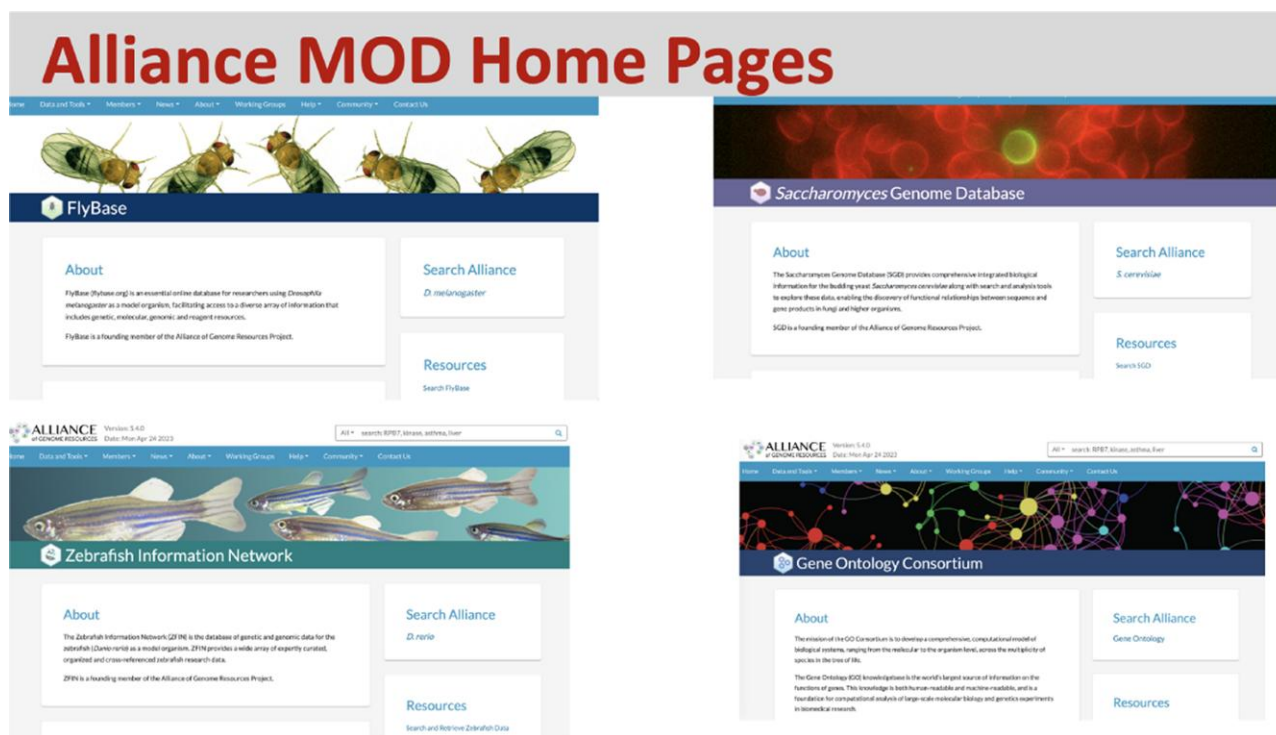 Alliance MOD Home Pages
Home Data and Tools Members News About Working Groups Help Community Contact Us
FlyBase
About
FlyBase (flybase.org) is an essential online database for researchers using Drosophila
melanogaster as a model organism, facilitating access to a diverse array of information that
includes genetic, molecular, genomic and reagent resources.
FlyBase is a founding member of the Alliance of Genome Resources Project.
Search Alliance
D. melanogaster
Resources
Search FlyBase
Saccharomyces Genome Database
About
The Saccharomyces Genome Database (SGD) provides comprehensive integrated biological
information for the budding yeast Saccharomyces cerevisiae along with search and analysis tools
to explore these data, enabling the discovery of functional relationships between sequence and
gene products in fungi and higher organisms.
SGD is a founding member of the Alliance of Genome Resources Project.
Search Alliance
S. cerevisiae
Resources
Search SGD
ALLIANCE
of GENOME RESOURCES
Version: 5.4.0
Date: Mon Apr 24 2023
All search: RPB7, kinase, asthma, liver
Home Data and Tools Members News About Working Groups Help Community Contact Us
Zebrafish Information Network
About
The Zebrafish Information Network (ZFIN) is the database of genetic and genomic data for the
zebrafish (Danio rerio) as a model organism. ZFIN provides a wide array of expertly curated,
organized and cross-referenced zebrafish research data.
ZFIN is a founding member of the Alliance of Genome Resources Project.
Search Alliance
D. rerio
Resources
Search and Retrieve Zebrafish Data
ALLIANCE
of GENOME RESOURCES
Version: 5.4.0
Date: Mon Apr 24 2023
All search: RPB7, kinase, asthma, liver
Home Data and Tools Members News About Working Groups Help Community Contact Us
Gene Ontology Consortium
About
The mission of the GO Consortium is to develop a comprehensive, computational model of
biological systems, ranging from the molecular to the organism level, across the multiplicity of
species in the tree of life.
The Gene Ontology (GO) knowledgebase is the world's largest source of information on the
functions of genes. This knowledge is both human-readable and machine-readable, and is a
foundation for computational analysis of large-scale molecular biology and genetics experiments
in biomedical research.
Search Alliance
Gene Ontology
Resources